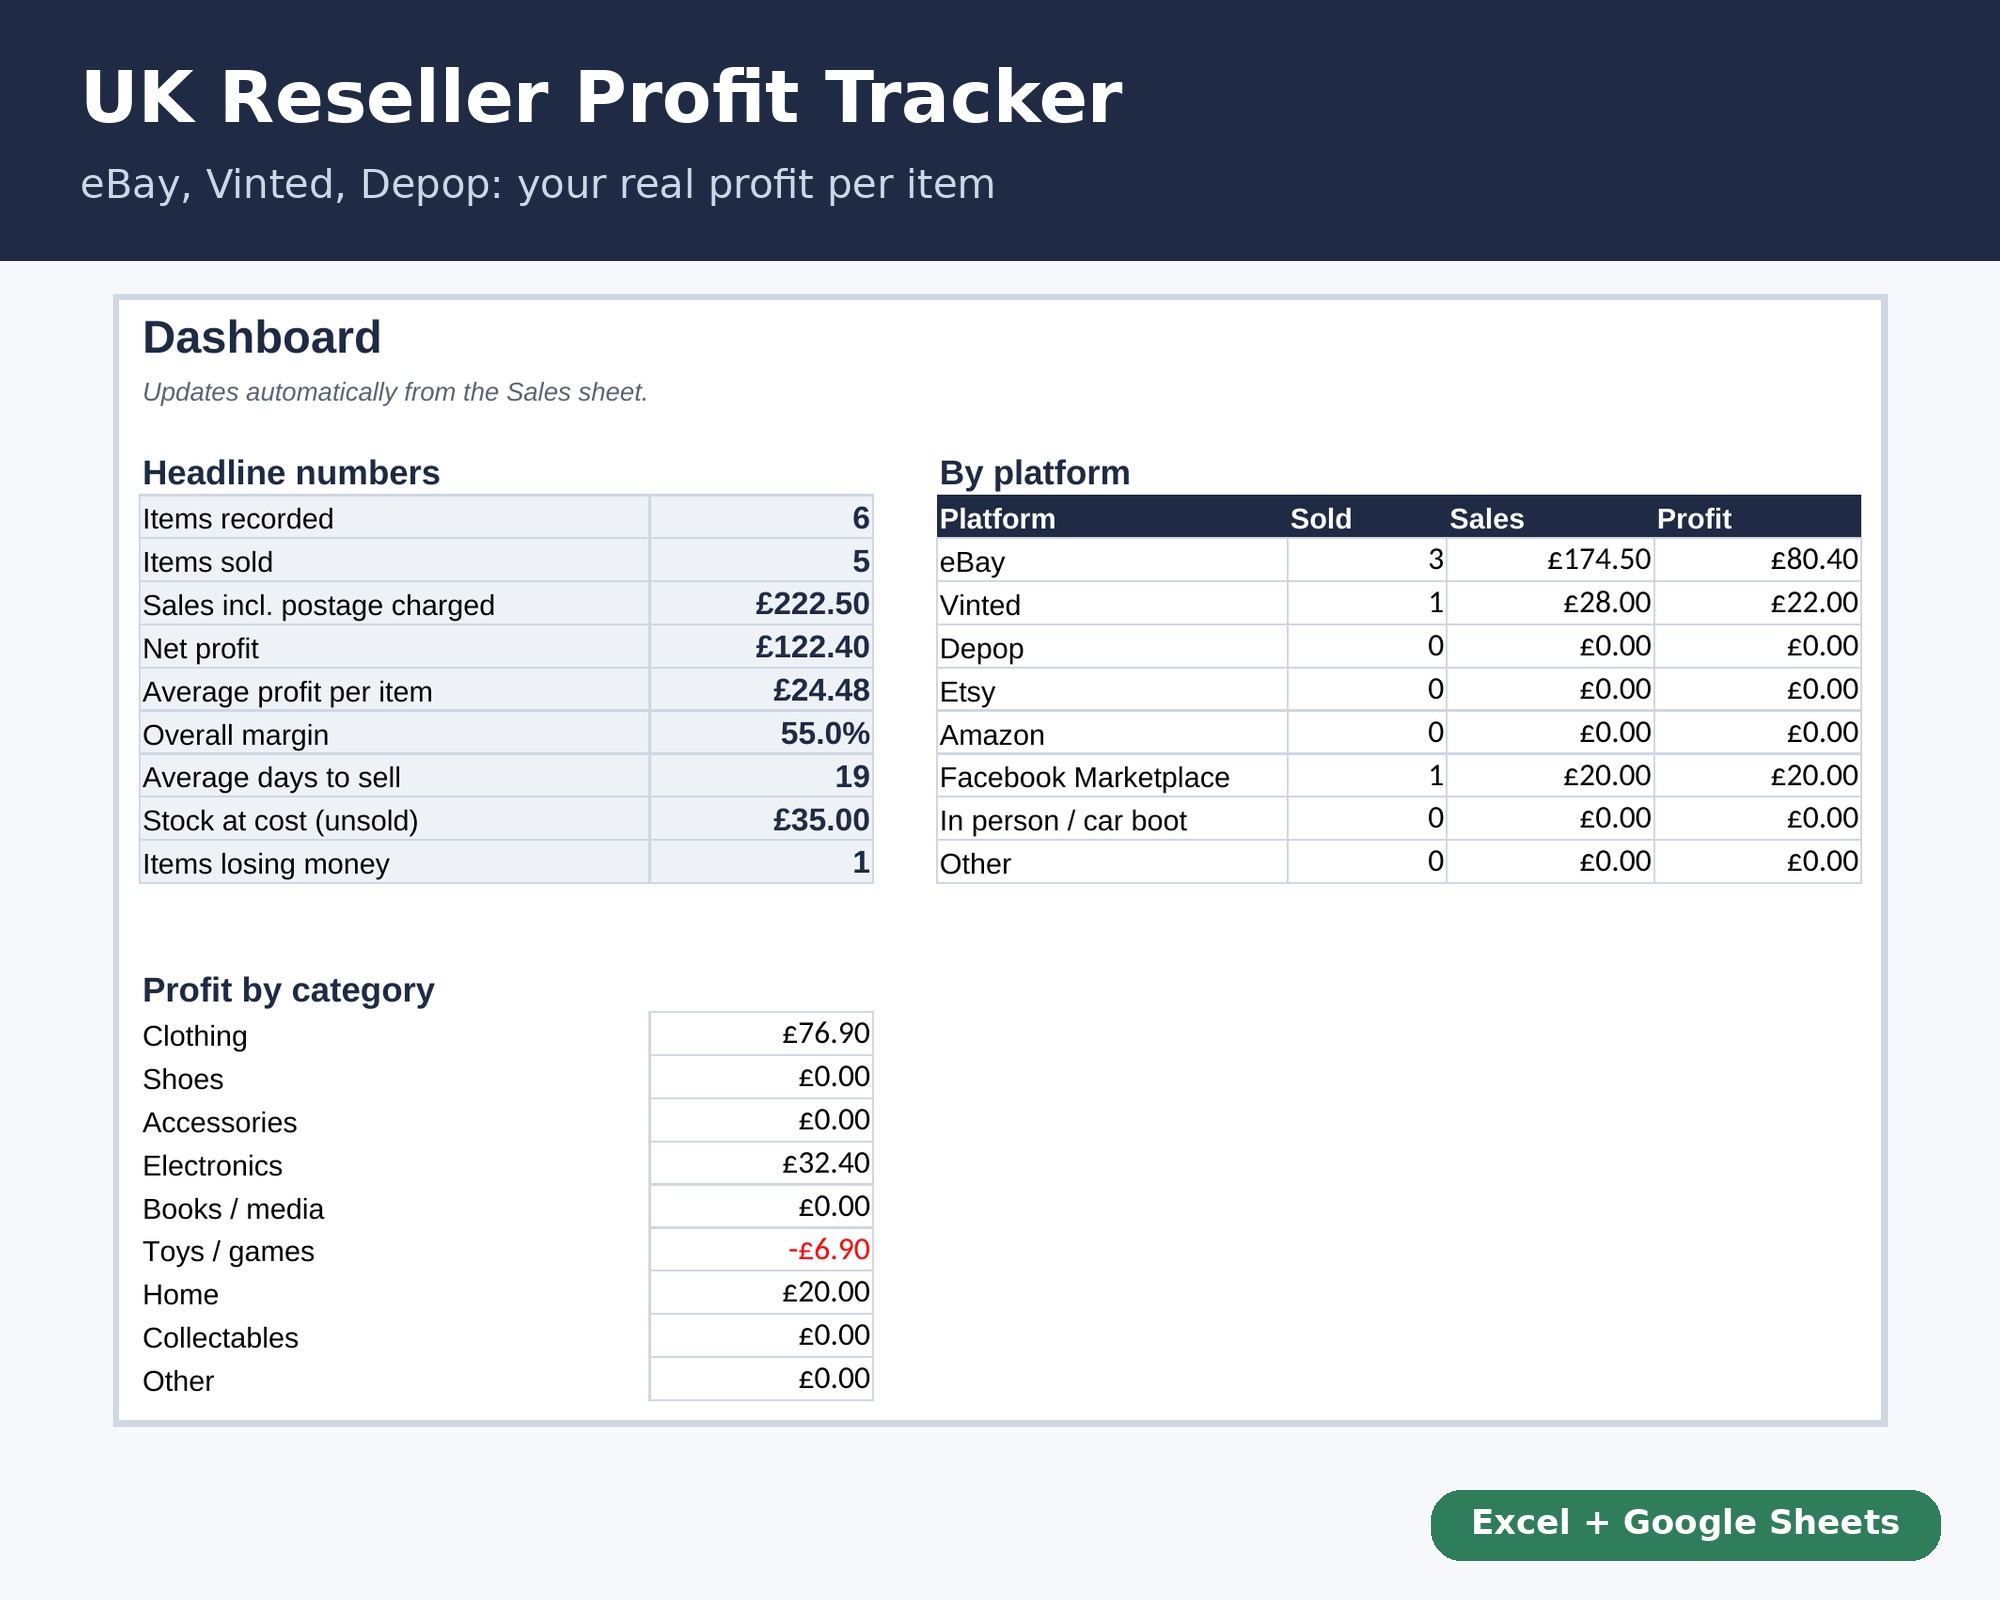 UK Reseller Profit Tracker
eBay, Vinted, Depop: your real profit per item
Dashboard
Updates automatically from the Sales sheet.
Headline numbers
Items recorded 6
Items sold 5
Sales incl. postage charged £222.50
Net profit £122.40
Average profit per item £24.48
Overall margin 55.0%
Average days to sell 19
Stock at cost (unsold) £35.00
Items losing money 1
By platform
Platform Sold Sales Profit
eBay 3 £174.50 £80.40
Vinted 1 £28.00 £22.00
Depop 0 £0.00 £0.00
Etsy 0 £0.00 £0.00
Amazon 0 £0.00 £0.00
Facebook Marketplace 1 £20.00 £20.00
In person / car boot 0 £0.00 £0.00
Other 0 £0.00 £0.00
Profit by category
Clothing £76.90
Shoes £0.00
Accessories £0.00
Electronics £32.40
Books / media £0.00
Toys / games -£6.90
Home £20.00
Collectables £0.00
Other £0.00
Excel + Google Sheets